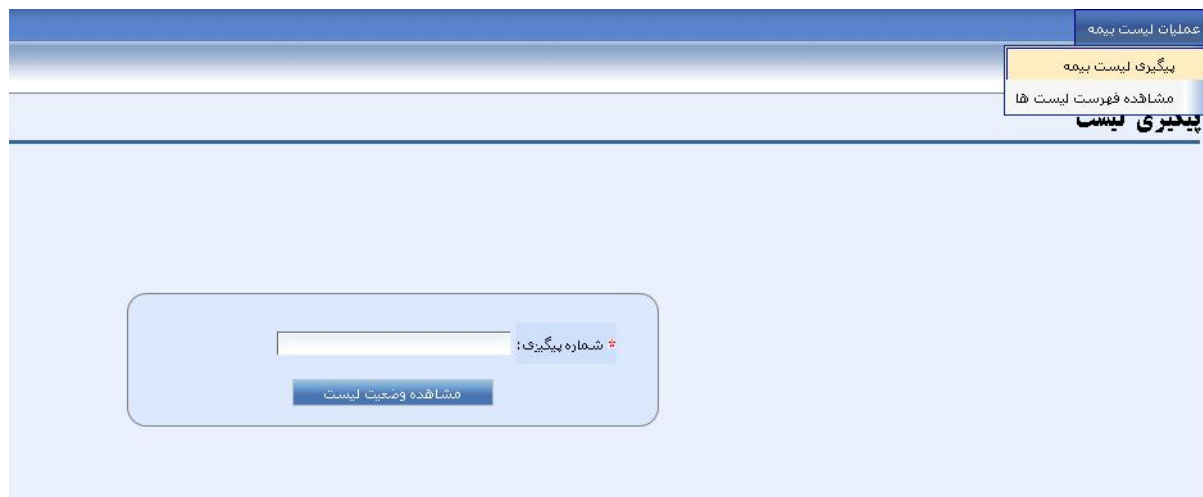 عملیات لیست بیمه
پیگیری لیست بیمه
مشاهده فهرست لیست ها
پیگیری لیست
* شماره پیگیری:
مشاهده وضعیت لیست